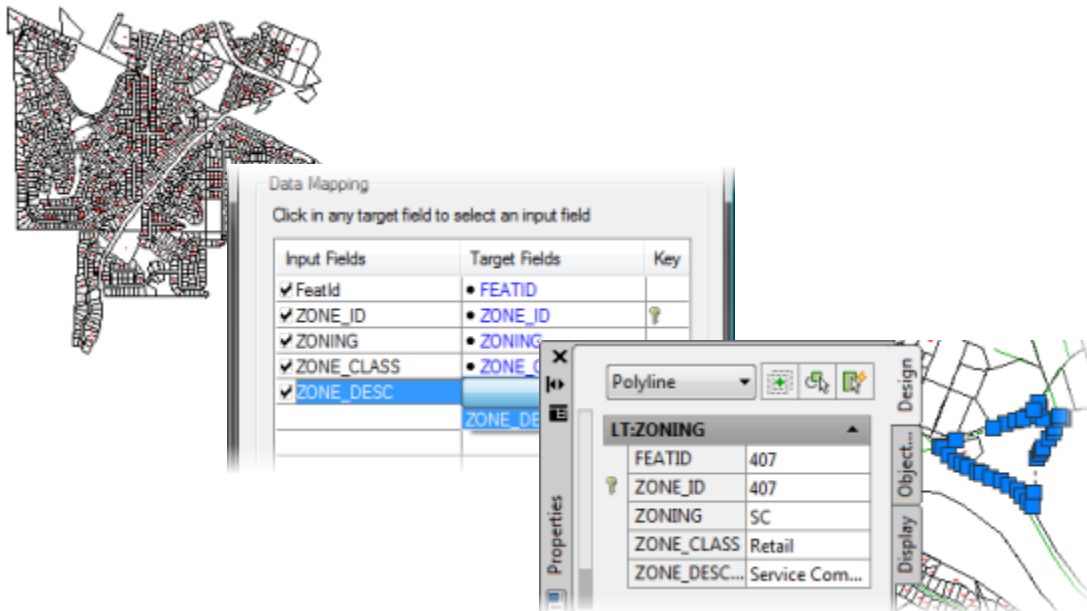 Data Mapping
Click in any target field to select an input field
Input Fields Target Fields Key
FeatId FEATID
ZONE_ID ZONE_ID
ZONING ZONING
ZONE_CLASS
ZONE_DESC
Polyline
LT:ZONING
FEATID 407
ZONE_ID 407
ZONING SC
ZONE_CLASS Retail
ZONE_DESC... Service Com...
Properties
Design
Object...
Display